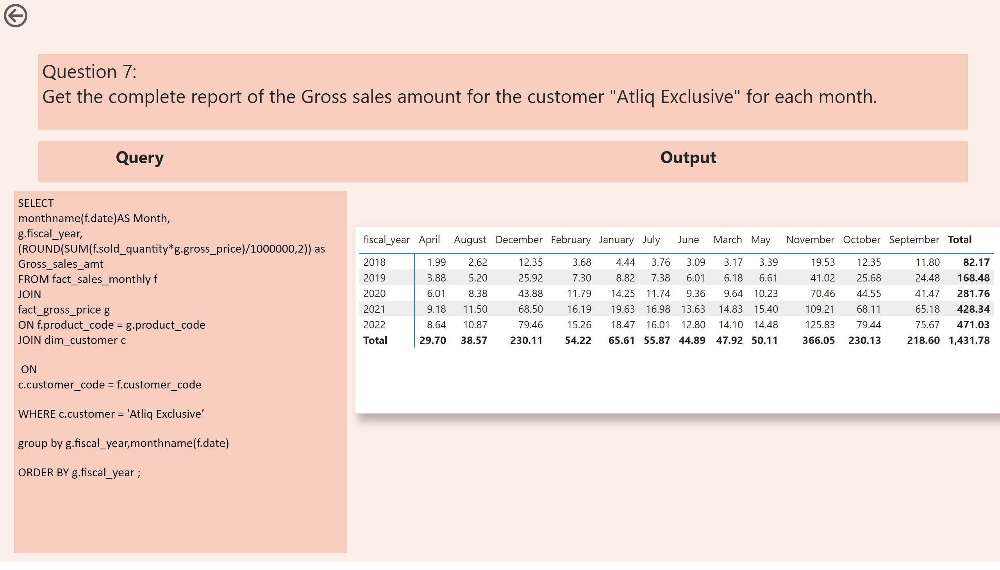 Question 7:
Get the complete report of the Gross sales amount for the customer "Atliq Exclusive" for each month.
Query Output
SELECT
monthname(f.date)AS Month,
g.fiscal_year,
(ROUND(SUM(f.sold_quantity*g.gross_price)/1000000,2)) as
Gross_sales_amt
FROM fact_sales_monthly f
JOIN
fact_gross_price g
ON f.product_code = g.product_code
JOIN dim_customer c
ON
c.customer_code = f.customer_code
WHERE c.customer = 'Atliq Exclusive’
group by g.fiscal_year,monthname(f.date)
ORDER BY g.fiscal_year ;
fiscal_year April August December February January July June March May November October September Total
2018 1.99 2.62 12.35 3.68 4.44 3.76 3.09 3.17 3.39 19.53 12.35 11.80 82.17
2019 3.88 5.20 25.92 7.30 8.82 7.38 6.01 6.18 6.61 41.02 25.68 24.48 168.48
2020 6.01 8.38 43.88 11.79 14.25 11.74 9.36 9.64 10.23 70.46 44.55 41.47 281.76
2021 9.18 11.50 68.50 16.19 19.63 16.98 13.63 14.83 15.40 109.21 68.11 65.18 428.34
2022 8.64 10.87 79.46 15.26 18.47 16.01 12.80 14.10 14.48 125.83 79.44 75.67 471.03
Total 29.70 38.57 230.11 54.22 65.61 55.87 44.89 47.92 50.11 366.05 230.13 218.60 1,431.78